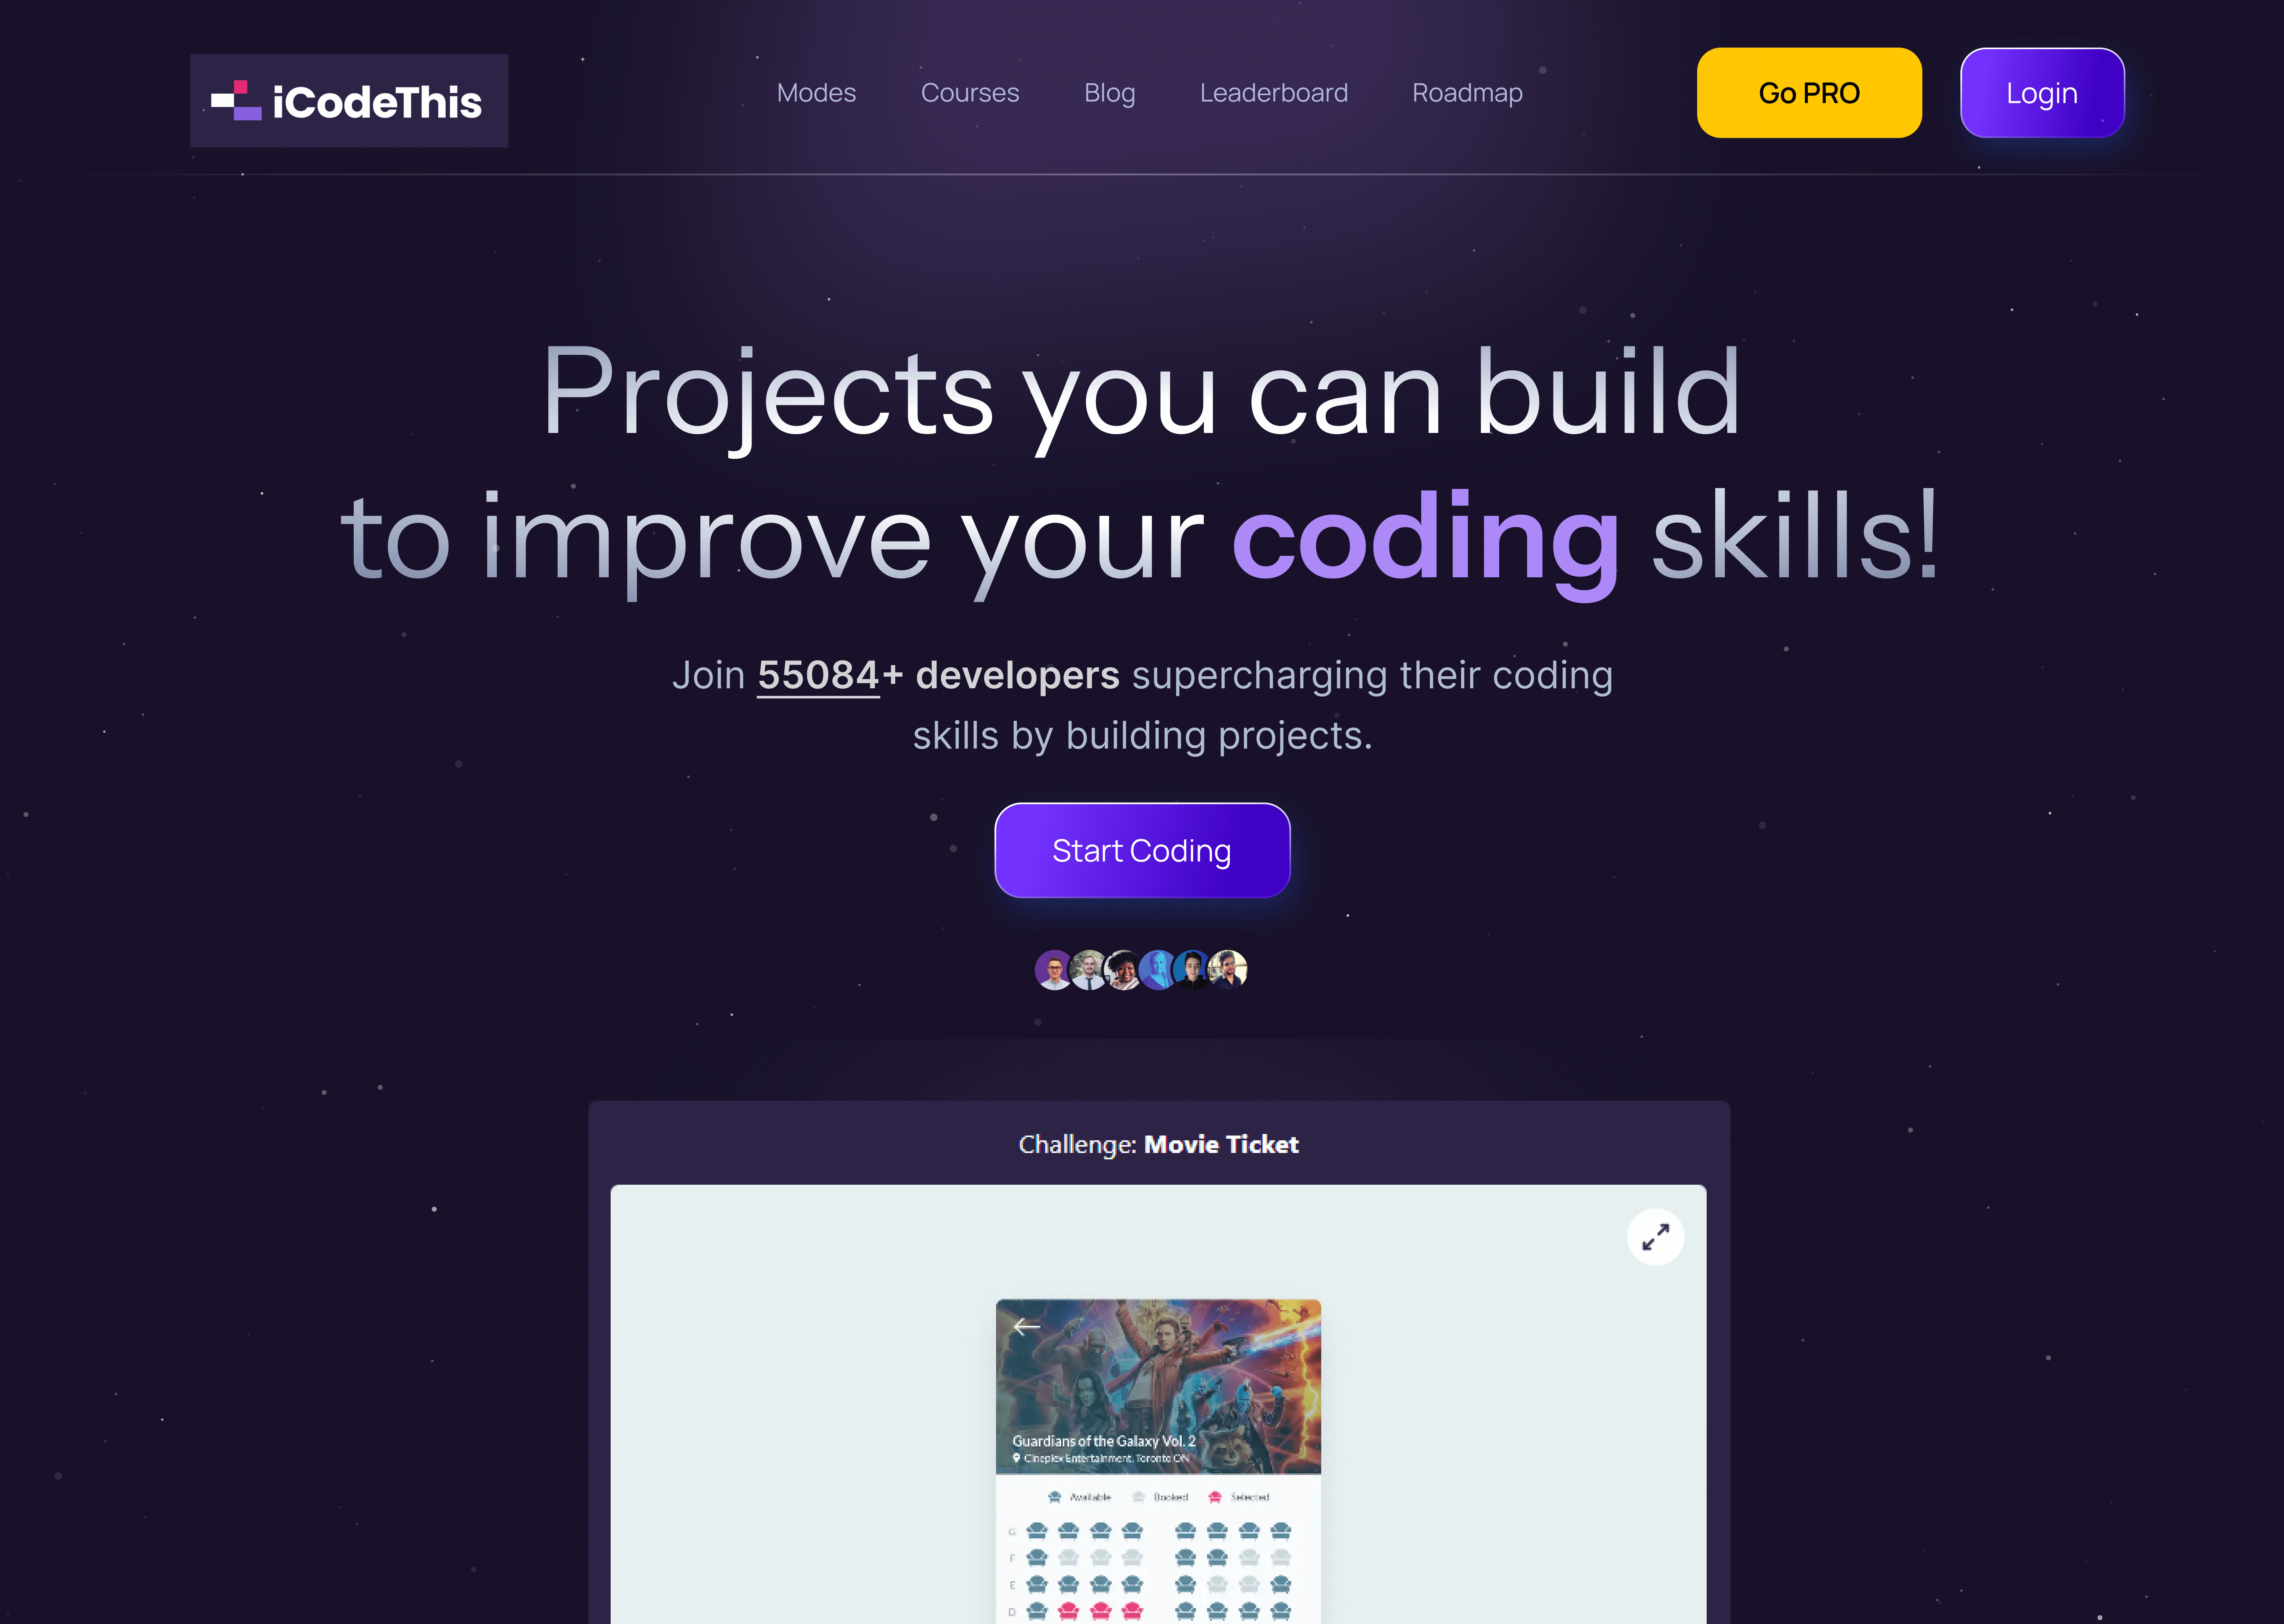 iCodeThis
Modes
Courses
Blog
Leaderboard
Roadmap
Go PRO
Login
Projects you can build
to improve your coding skills!
Join 55084+ developers supercharging their coding
skills by building projects.
Start Coding
Challenge: Movie Ticket
Guardians of the Galaxy Vol. 2
Cineplex Entertainment, Toronto ON
Available
Booked
Selected
G
F
E
D